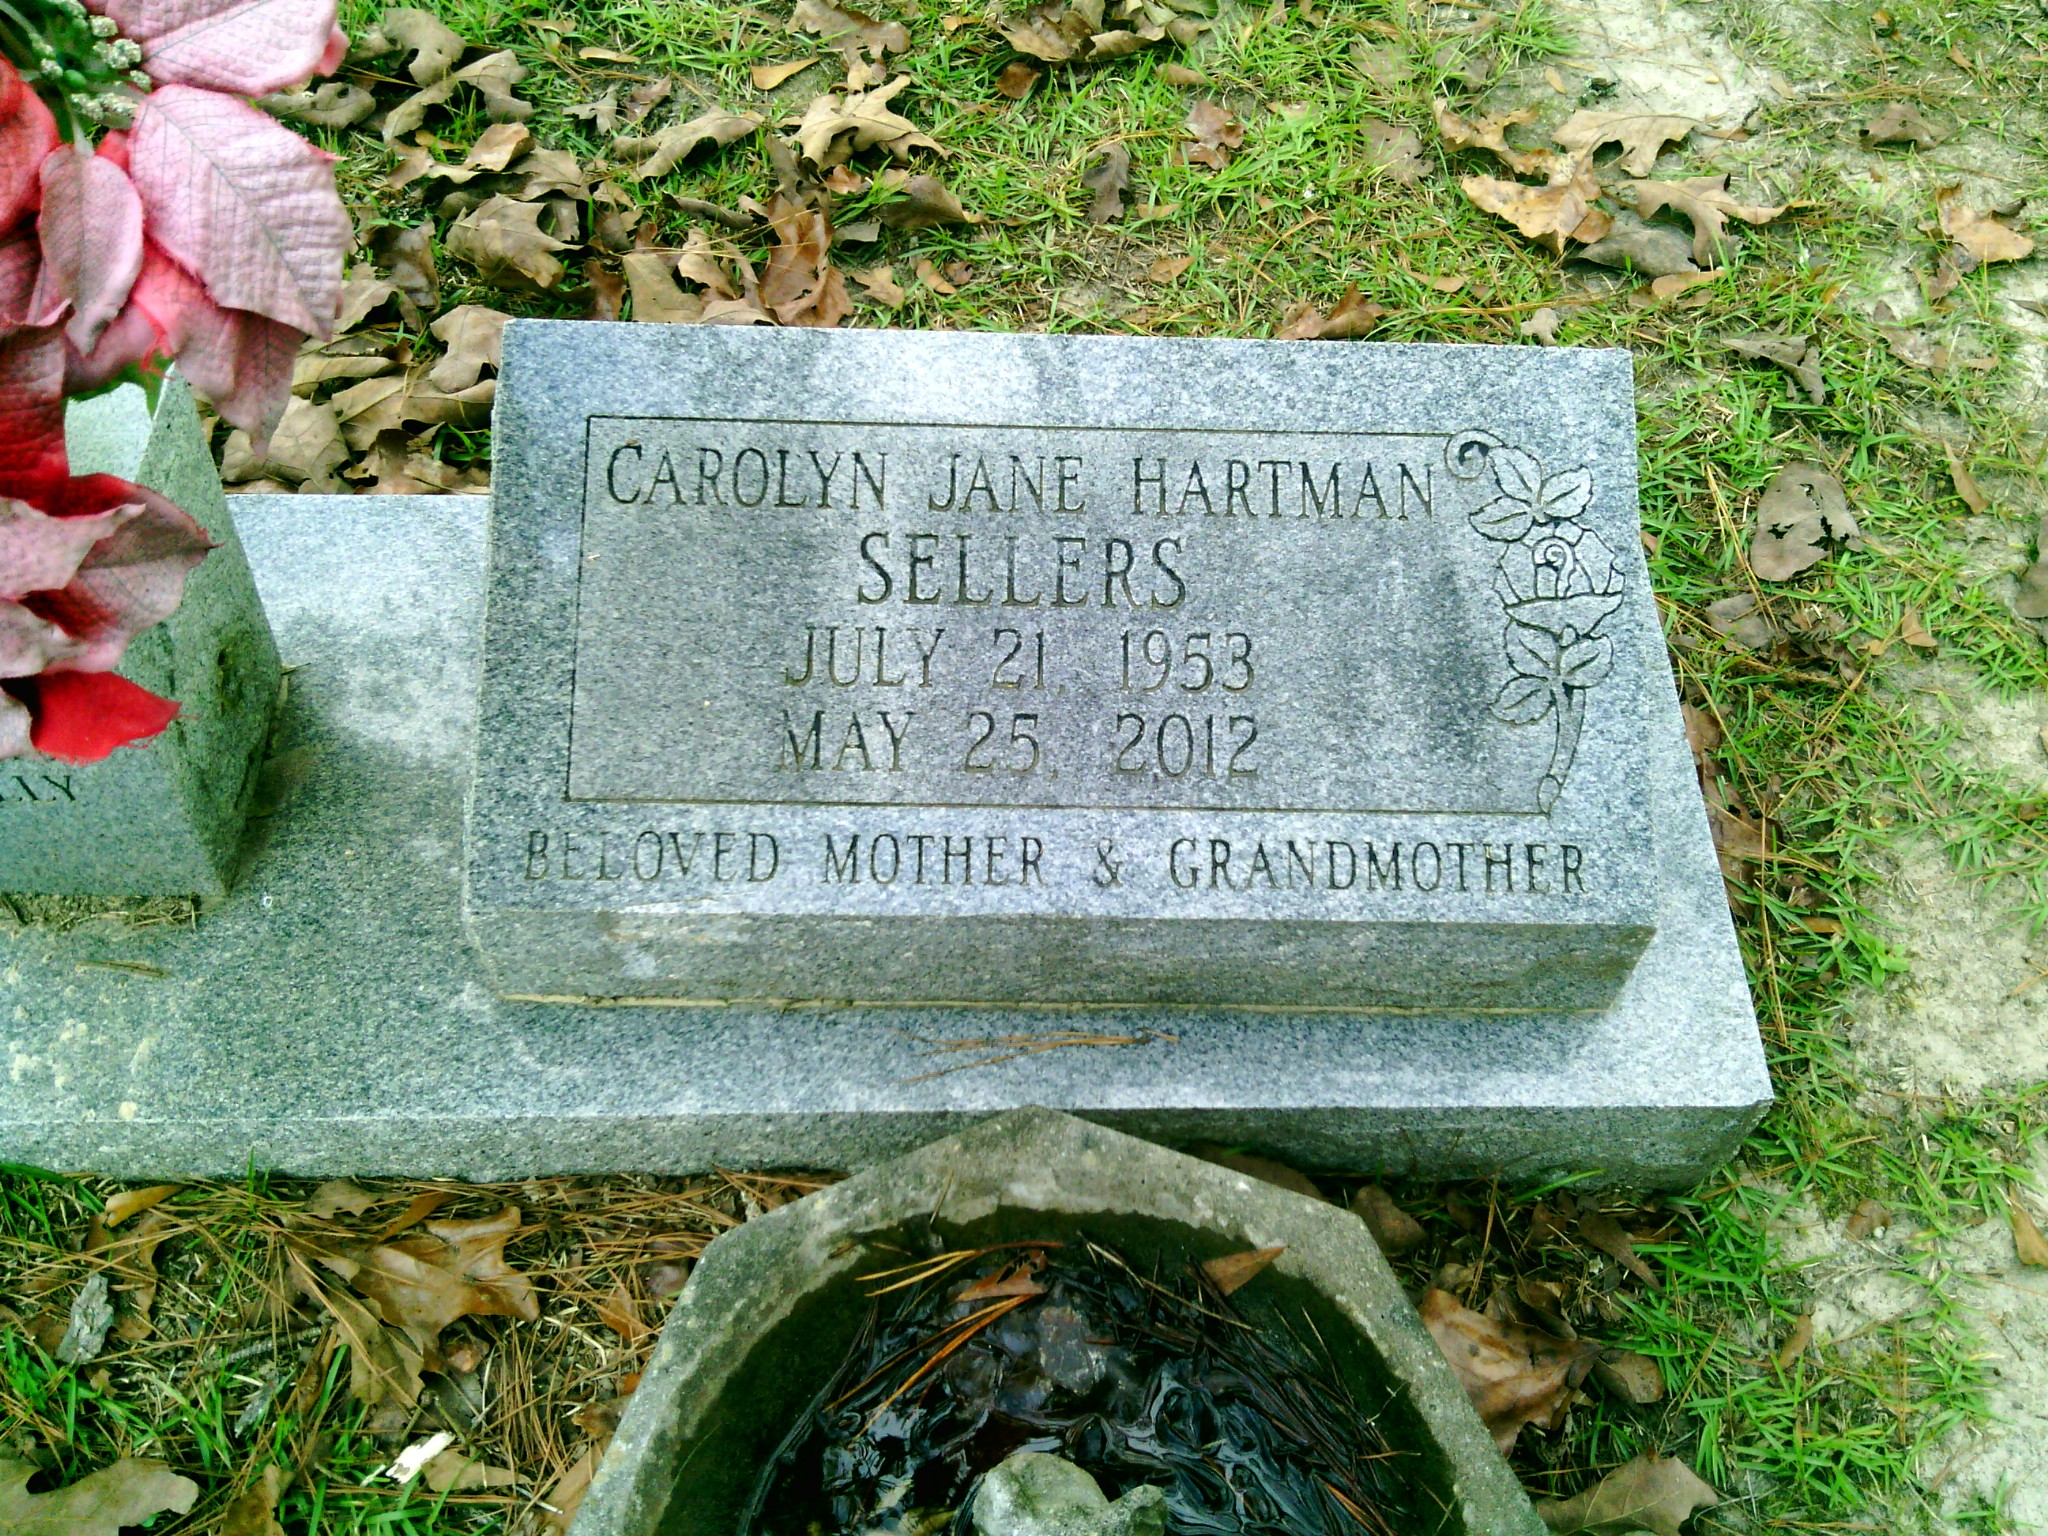 CAROLYN JANE HARTMAN
SELLERS
JULY 21, 1953
MAY 25, 2012
BELOVED MOTHER & GRANDMOTHER